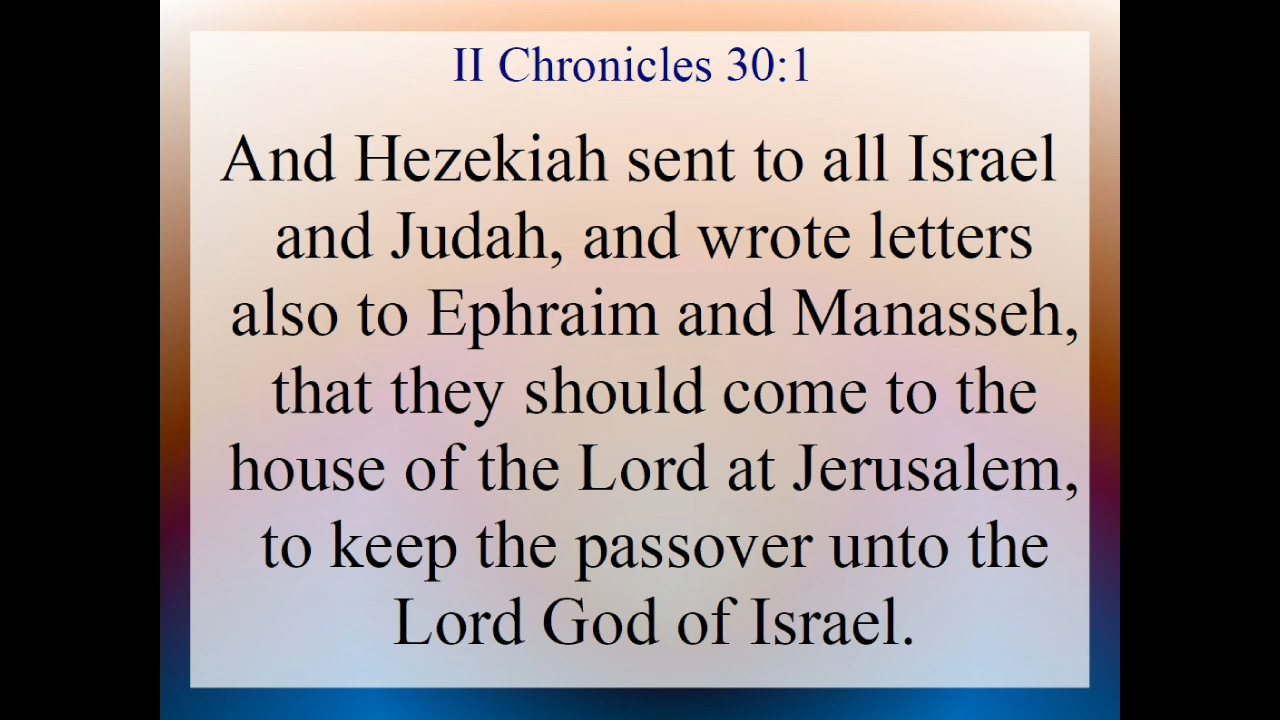 II Chronicles 30:1
And Hezekiah sent to all Israel
and Judah, and wrote letters
also to Ephraim and Manasseh,
that they should come to the
house of the Lord at Jerusalem,
to keep the passover unto the
Lord God of Israel.